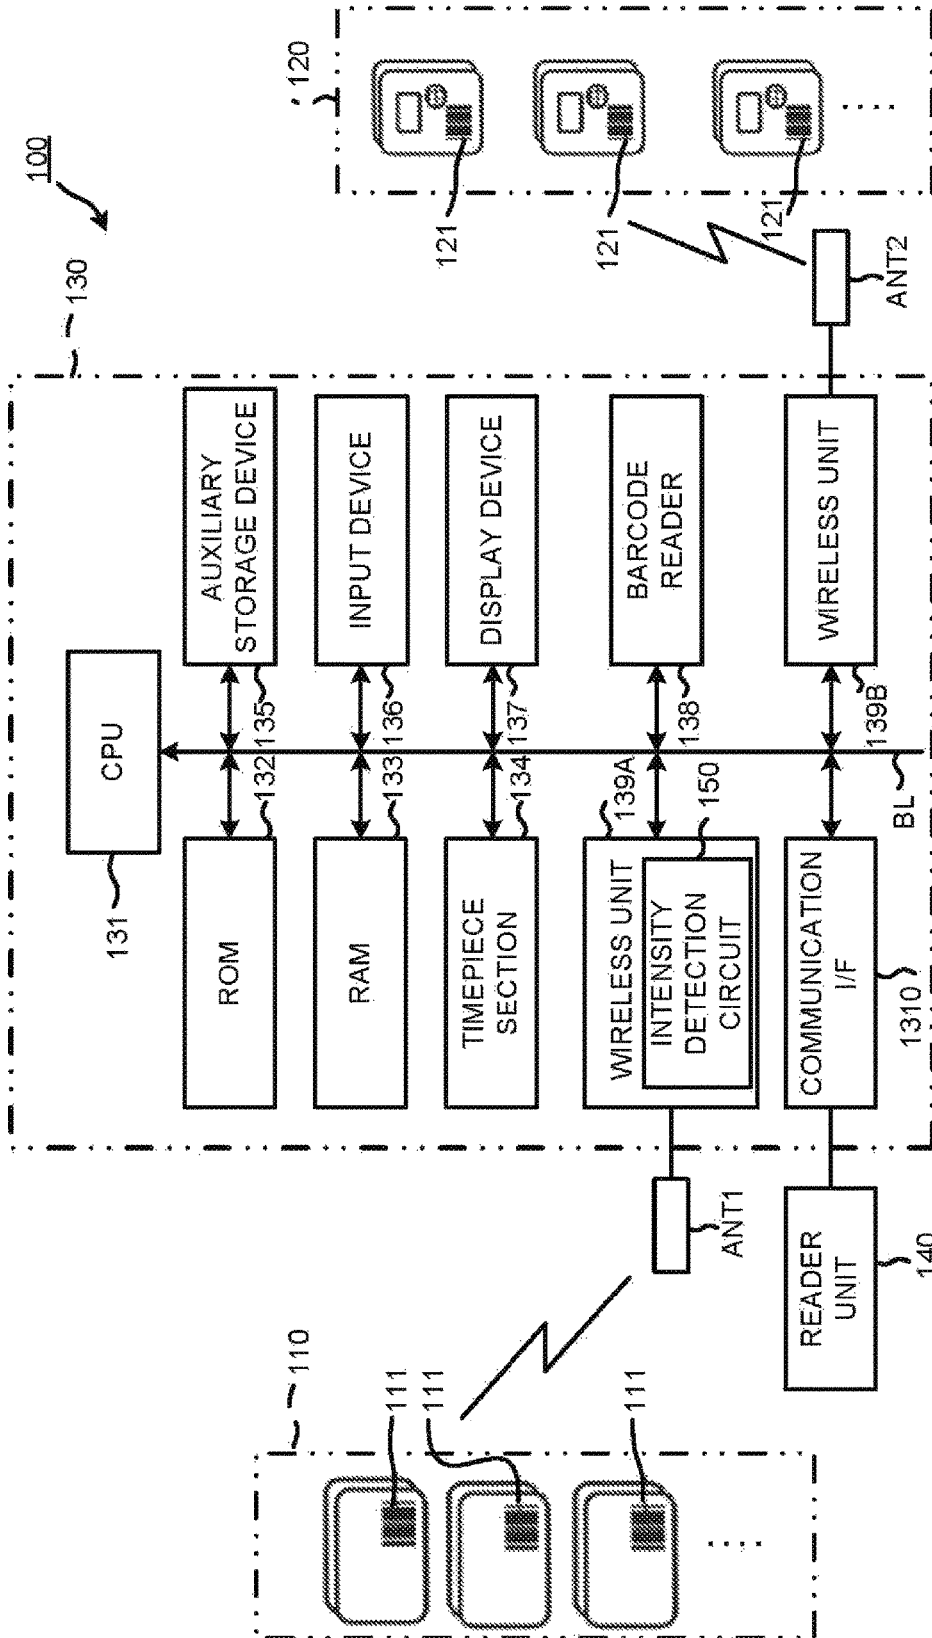 100
130
CPU
131
ROM
132
AUXILIARY
STORAGE DEVICE
135
RAM
133
INPUT DEVICE
136
TIMEPIECE
SECTION
134
DISPLAY DEVICE
137
WIRELESS UNIT
139A
INTENSITY
DETECTION
CIRCUIT
150
BARCODE
READER
138
COMMUNICATION
I/F
1310
WIRELESS UNIT
139B
BL
110
111
111
111
ANT1
READER
UNIT
140
120
121
121
121
ANT2